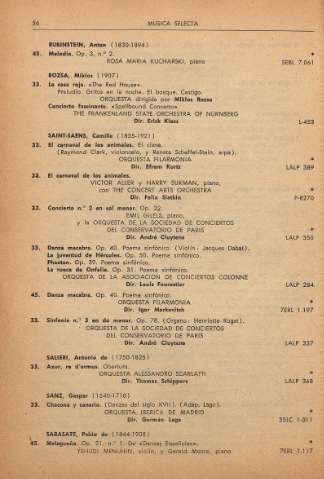 56 MUSICA SELECTA
RUBINSTEIN, Anton (1830-1894)
45. Melodía. Op. 3, n.º 2. *
ROSA MARIA KUCHARSKI, piano SEBL 7.061
ROZSA, Miklos (1907)
33. La casa roja. «The Red House».
Preludio. Gritos en la noche. El bosque. Castigo.
ORQUESTA dirigida por Miklos Rozsa
Concierto fascinante. «Spellbound Concerto».
THE FRANKENLAND STATE ORCHESTRA OF NURNBERG
Dir. Erick Kloss L-453
SAINT-SAENS, Camille (1835-1921)
33. El carnaval de los animales. El cisne.
(Raymond Clark, violoncelo, y Renata Scheffel-Stein, arpa).
ORQUESTA FILARMONIA *
Dir. Efrem Kurtz LALP 389
33. El carnaval de los animales.
VICTOR ALLER y HARRY SUKMAN, piano,
con THE CONCERT ARTS ORCHESTRA *
Dir. Felix Slatkin P-8270
33. Concierto n.º 2 en sol menor. Op. 22.
EMIL GILELS, piano,
y la ORQUESTA DE LA SOCIEDAD DE CONCIERTOS
DEL CONSERVATORIO DE PARIS *
Dir. André Cluytens LALP
33. Danza macabra. Op. 40. Poema sinfónico. (Violín: Jacques Dabat).
La juventud de Hércules. Op. 50. Poema sinfónico.
Phaeton. Op. 39. Poema sinfónico.
La rueca de Onfalia. Op. 31. Poema sinfónico.
ORQUESTA DE LA ASOCIACION DE CONCIERTOS COLONNE *
Dir. Louis Fourestier LALP 284
45. Danza macabra. Op. 40. Poema sinfónico.
ORQUESTA FILARMONIA *
Dir. Igor Markevitch 7ERL 1.197
33. Sinfonía n.º 3 en do menor. Op. 78. (Organo: Henriette Roget).
ORQUESTA DE LA SOCIEDAD DE CONCIERTOS
DEL CONSERVATORIO DE PARIS *
Dir. André Cluytens LALP 337
SALIERI, Antonio de (1750-1825)
33. Axur, re d'ormus. Obertura.
ORQUESTA ALESSANDRO SCARLATTI *
Dir. Thomas Schippers LALP 368
SANZ, Gaspar (1640-1710)
33. Chacona y canario. (Danzas del siglo XVII). (Adap. Lago).
ORQUESTA IBERICA DE MADRID *
Dir. Germán Lago 33LC 1.011
SARASATE, Pablo de (1844-1908)
45. Malagueña. Op. 21, n.º 1. De «Danzas Españolas». *
YEHUDI MENUHIN, violín, y Gerald Moore, piano 7ERL 1.117